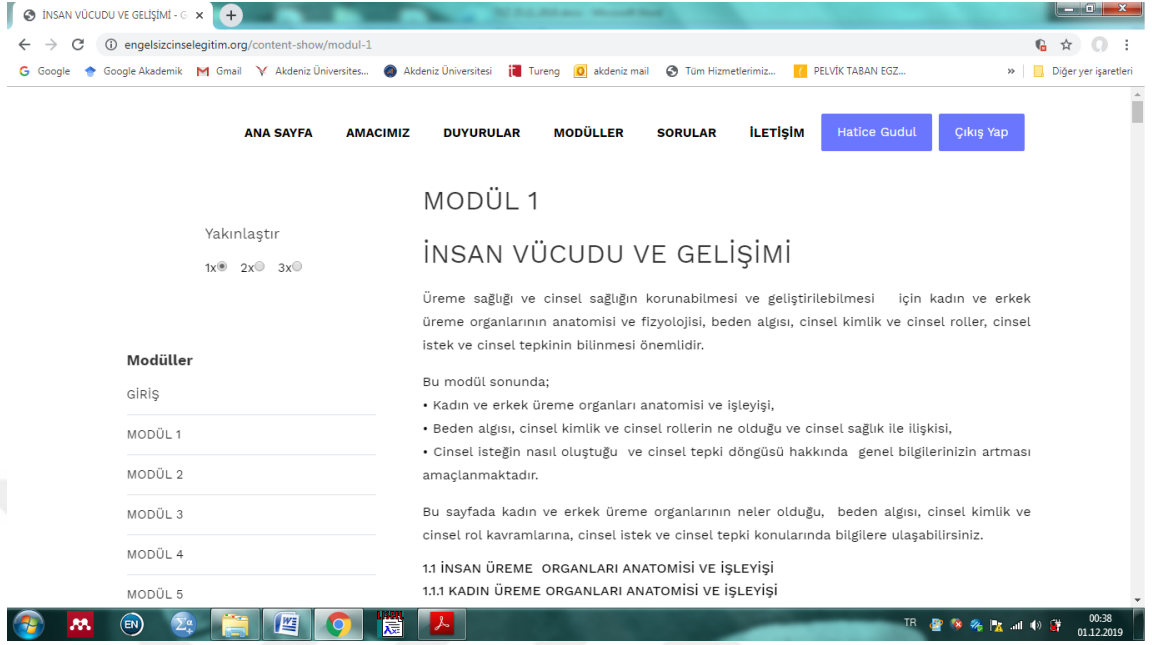 İNSAN VÜCUDU VE GELİŞİMİ - G
engelsizcinselegitim.org/content-show/modul-1
Google Google Akademik Gmail Akdeniz Üniversites... Akdeniz Üniversitesi Tureng akdeniz mail Tüm Hizmetlerimiz... PELVİK TABAN EGZ... » Diğer yer işaretleri
ANA SAYFA AMACIMIZ DUYURULAR MODÜLLER SORULAR İLETİŞİM Hatice Gudul Çıkış Yap
MODÜL 1
Yakınlaştır
1x 2x 3x
İNSAN VÜCUDU VE GELİŞİMİ
Üreme sağlığı ve cinsel sağlığın korunabilmesi ve geliştirilebilmesi için kadın ve erkek
üreme organlarının anatomisi ve fizyolojisi, beden algısı, cinsel kimlik ve cinsel roller, cinsel
istek ve cinsel tepkinin bilinmesi önemlidir.
Modüller
GİRİŞ
MODÜL 1
MODÜL 2
MODÜL 3
MODÜL 4
MODÜL 5
Bu modül sonunda;
• Kadın ve erkek üreme organları anatomisi ve işleyişi,
• Beden algısı, cinsel kimlik ve cinsel rollerin ne olduğu ve cinsel sağlık ile ilişkisi,
• Cinsel isteğin nasıl oluştuğu ve cinsel tepki döngüsü hakkında genel bilgilerinizin artması
amaçlanmaktadır.
Bu sayfada kadın ve erkek üreme organlarının neler olduğu, beden algısı, cinsel kimlik ve
cinsel rol kavramlarına, cinsel istek ve cinsel tepki konularında bilgilere ulaşabilirsiniz.
1.1 İNSAN ÜREME ORGANLARI ANATOMİSİ VE İŞLEYİŞİ
1.1.1 KADIN ÜREME ORGANLARI ANATOMİSİ VE İŞLEYİŞİ
EN
TR
00:38
01.12.2019